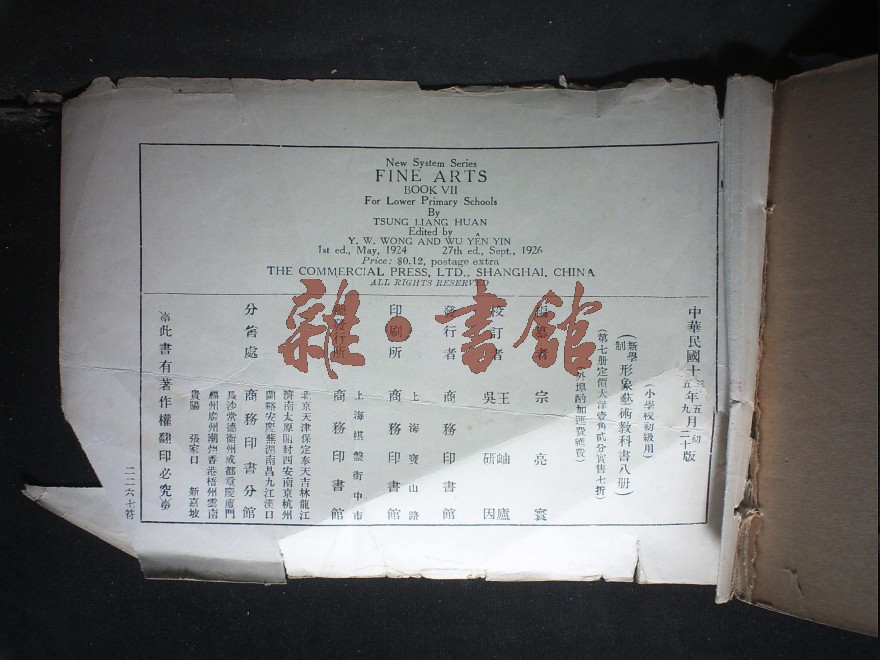 New System Series
FINE ARTS
BOOK VII
For Lower Primary Schools
By
TSUNG LIANG HUAN
Edited by
Y. W. WONG AND WU YÊN YIN
1st ed., May, 1924 27th ed., Sept., 1926
Price: $0.12, postage extra
THE COMMERCIAL PRESS, LTD., SHANGHAI, CHINA
ALL RIGHTS RESERVED
雜·書館
中華民國十三年五月初版
五年九月二十版
(小學校初級用)
(新學制形象藝術教科書八册)
(第七册定價大洋壹角貳分實售七折)
(外埠酌加運費匯費)
編纂者 宗亮寰
校訂者 王岫廬
吳研因
發行者 商務印書館
上海寶山路
印刷所 商務印書館
上海棋盤街中市
總發行所 商務印書館
北京天津保定奉天吉林龍江
濟南太原開封西安南京杭州
蘭谿安慶蕪湖南昌九江漢口
分售處 商務印書分館
長沙常德衡州成都重慶廈門
福州廣州潮州香港梧州雲南
貴陽 張家口 新嘉坡
此書有著作權翻印必究
二二六七符